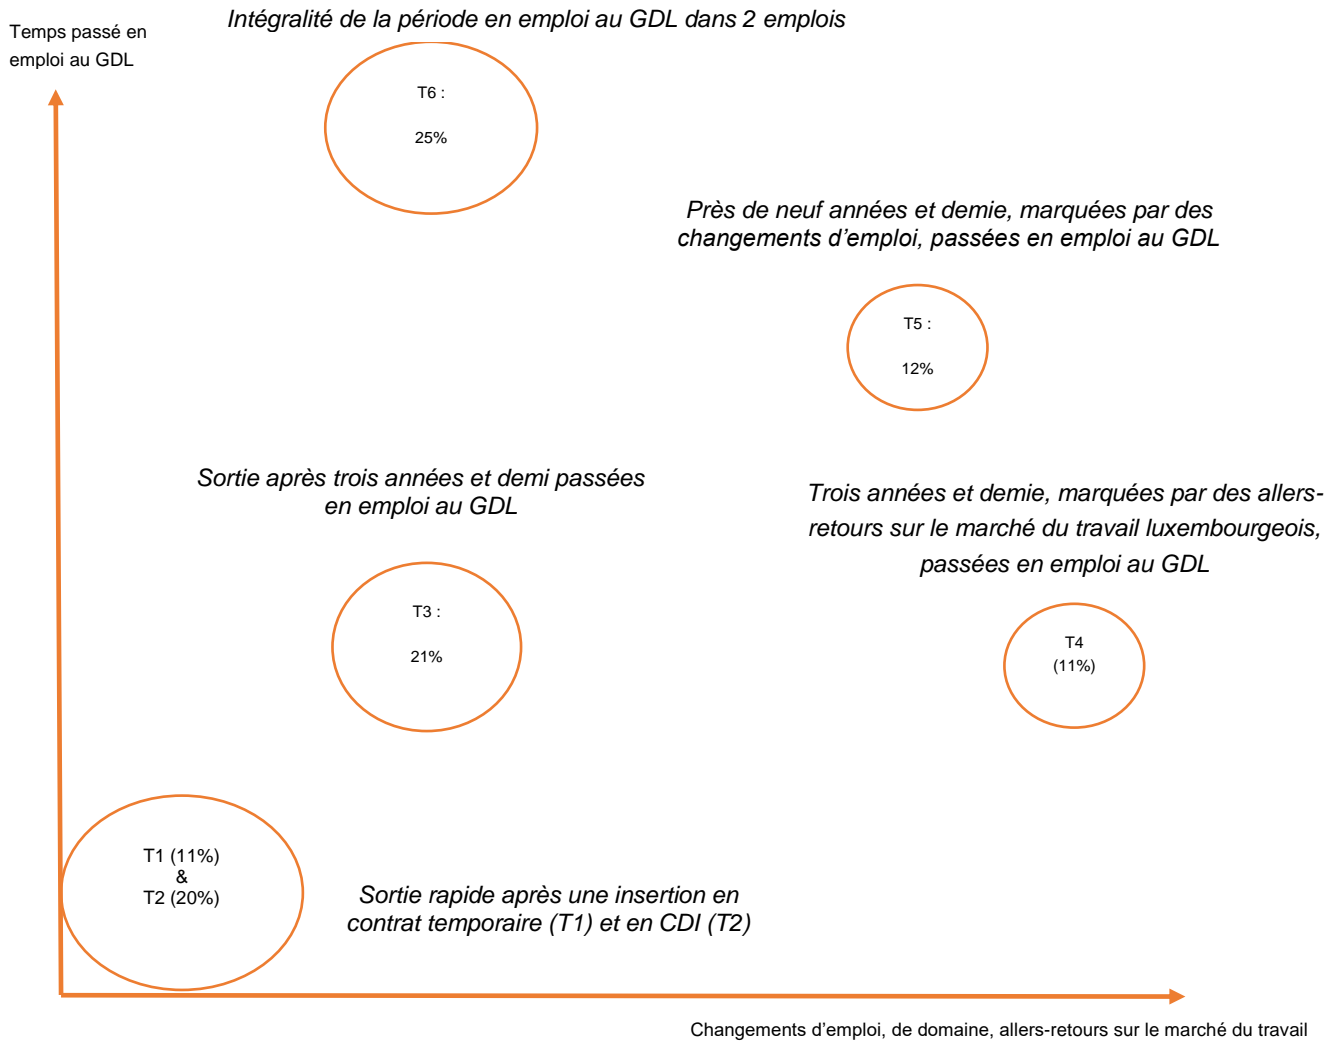 Temps passé en
emploi au GDL
Intégralité de la période en emploi au GDL dans 2 emplois
T6 :
25%
Près de neuf années et demie, marquées par des
changements d’emploi, passées en emploi au GDL
T5 :
12%
Sortie après trois années et demi passées
en emploi au GDL
T3 :
21%
Trois années et demie, marquées par des allers-
retours sur le marché du travail luxembourgeois,
passées en emploi au GDL
T4
(11%)
T1 (11%)
&
T2 (20%)
Sortie rapide après une insertion en
contrat temporaire (T1) et en CDI (T2)
Changements d’emploi, de domaine, allers-retours sur le marché du travail